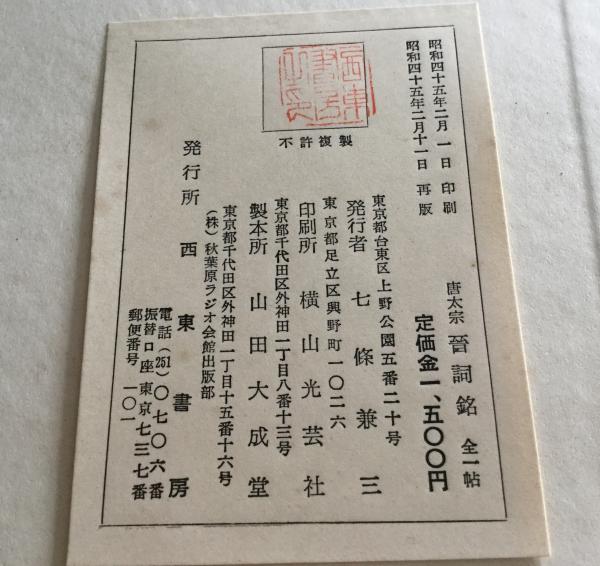 昭和四十五年二月一日 印刷
昭和四十五年二月十一日 再版
唐太宗 晉詞銘 全一帖
定価金一、五〇〇円
東京都台東区上野公園五番二十号
発行者 七條兼三
東京都足立区興野町一〇二六
印刷所 横山光芸社
東京都千代田区外神田一丁目八番十三号
製本所 山田大成堂
東京都千代田区外神田一丁目十五番十六号
(株)秋葉原ラジオ会館出版部
発行所 西東書房
電話(251)〇七〇六番
振替口座 東京七三七番
郵便番号 一〇一
不許複製